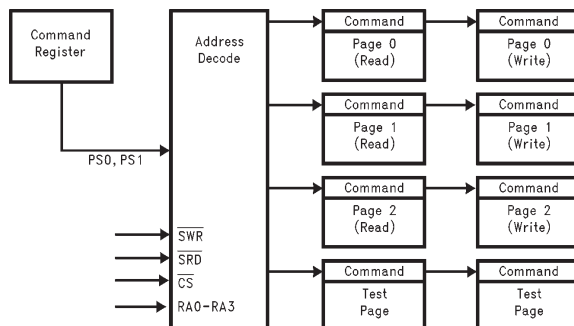 Command
Register
PS0, PS1
Address
Decode
SWR
SRD
CS
RA0-RA3
Command
Page 0
(Read)
Command
Page 0
(Write)
Command
Page 1
(Read)
Command
Page 1
(Write)
Command
Page 2
(Read)
Command
Page 2
(Write)
Command
Test
Page
Command
Test
Page